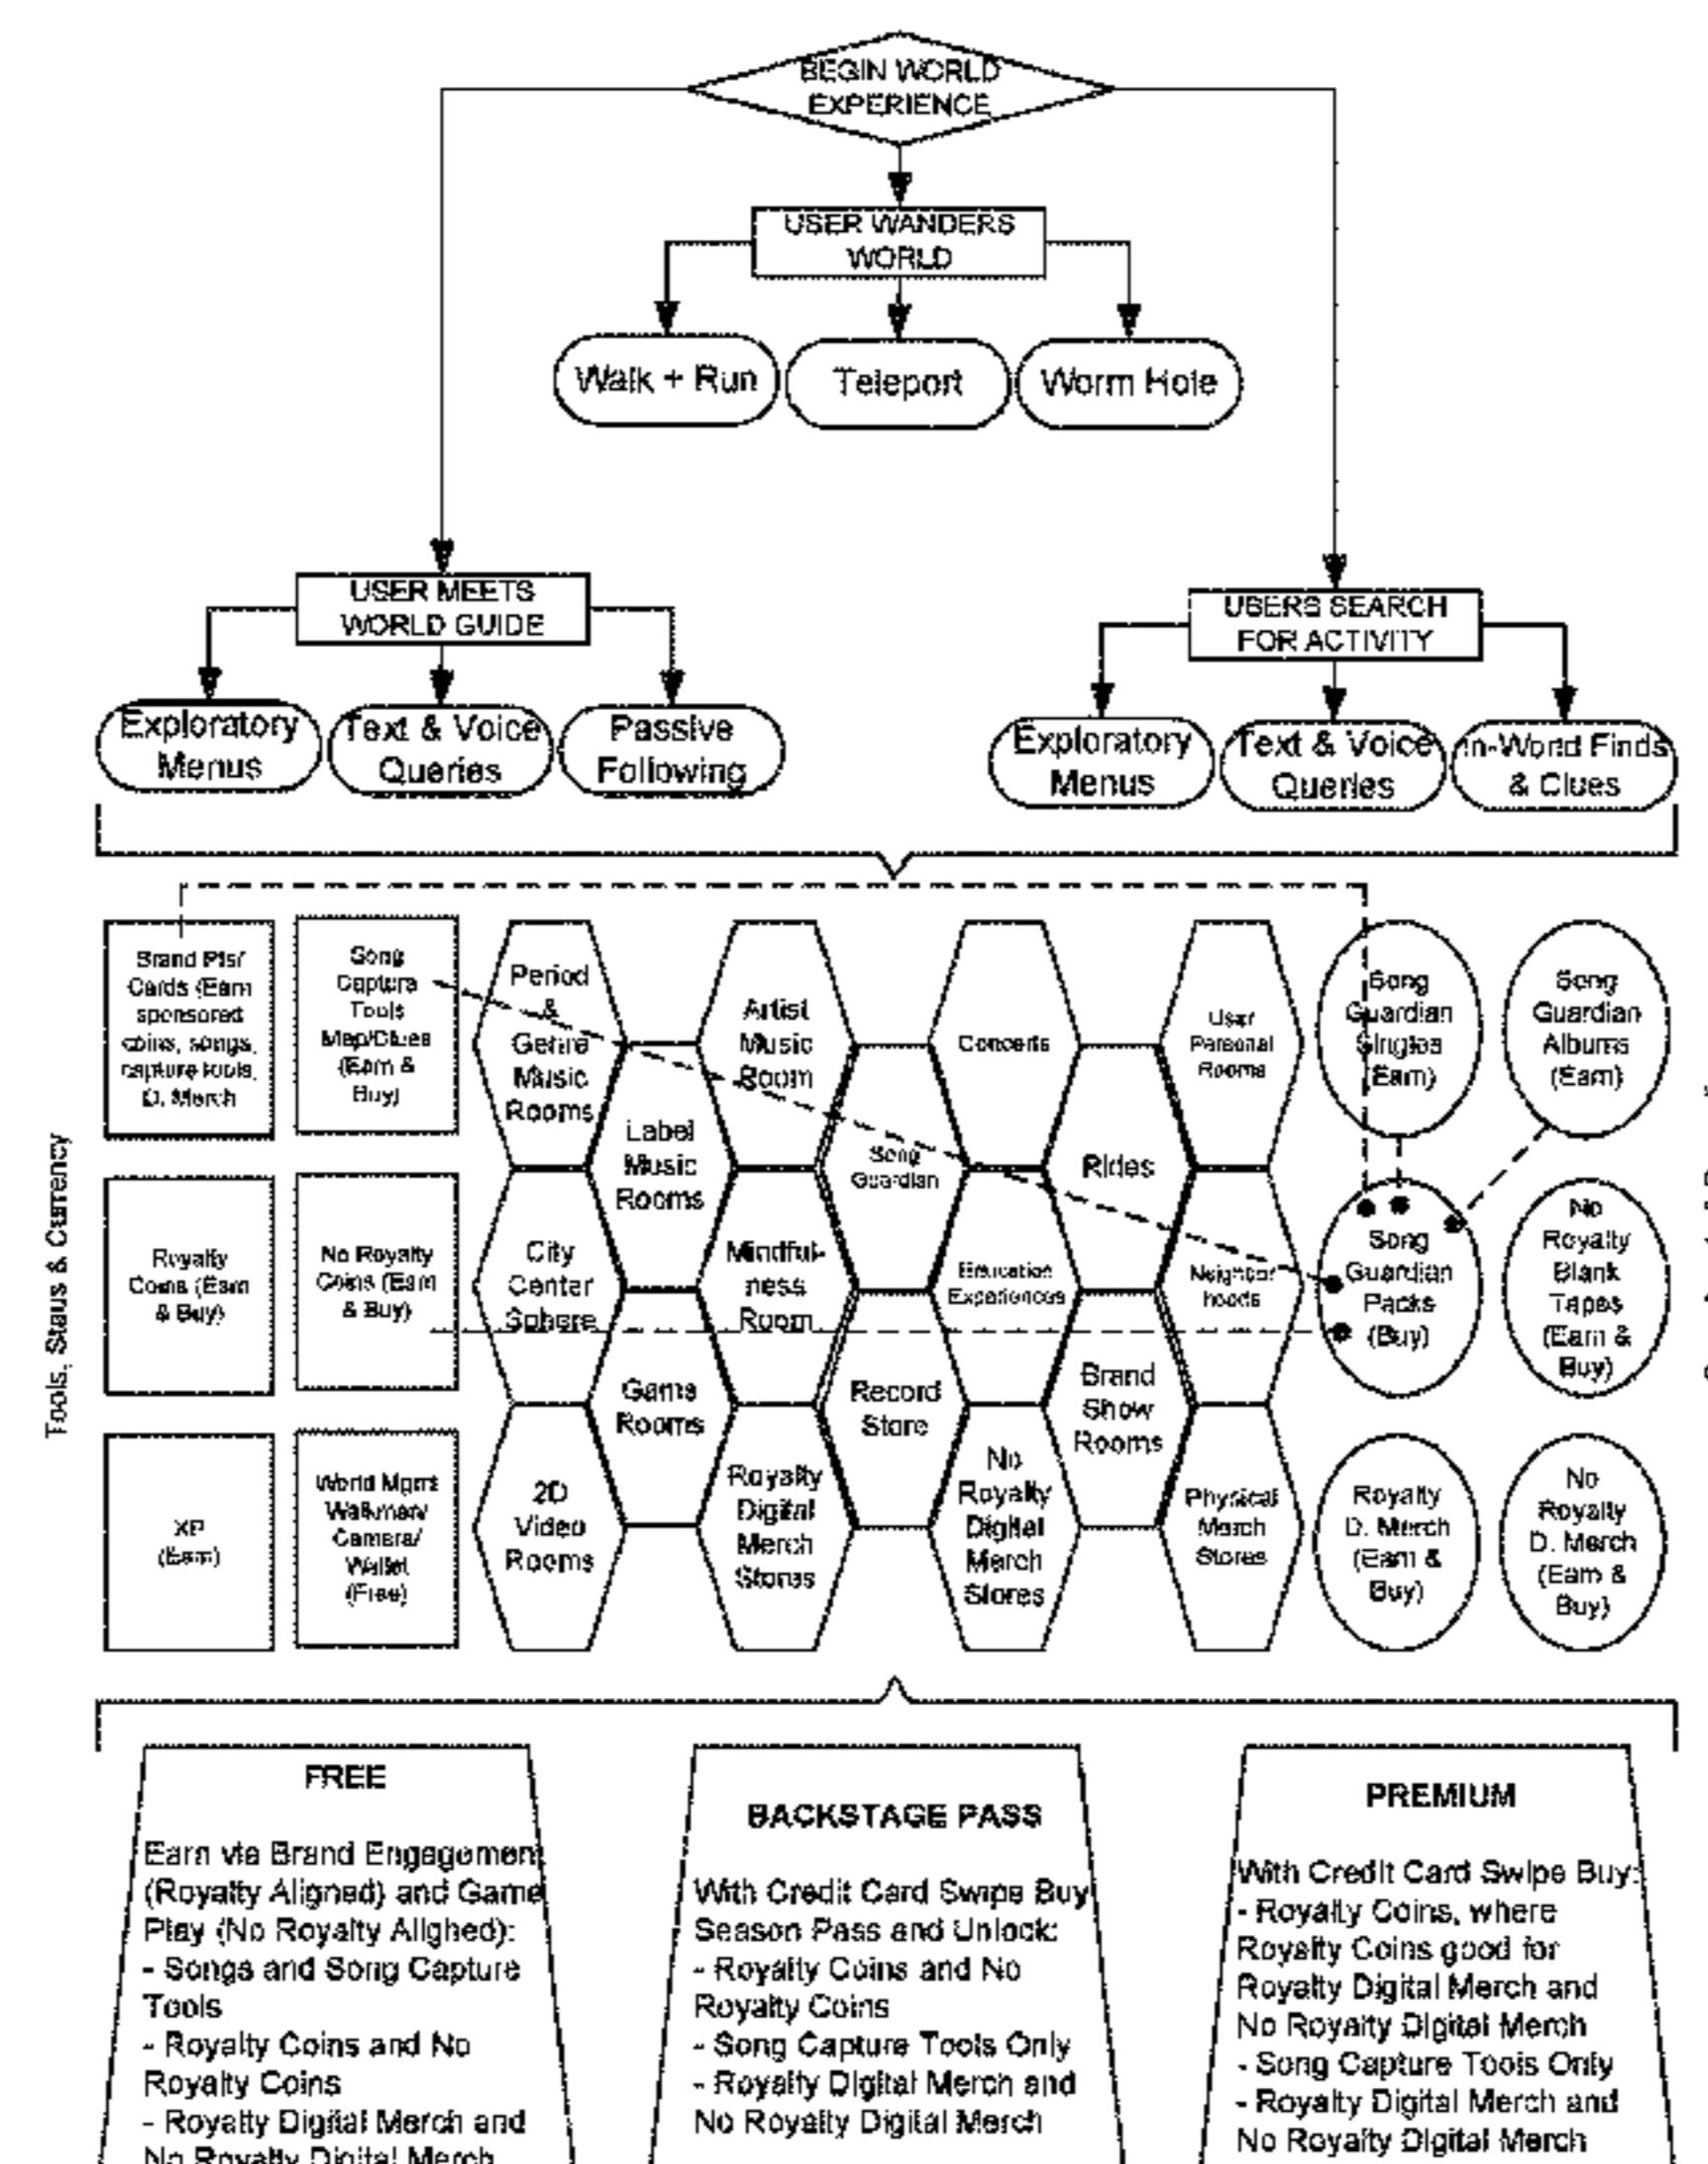 BEGIN WORLD
EXPERIENCE
USER WANDERS
WORLD
Walk + Run
Teleport
Worm Hole
USER MEETS
WORLD GUIDE
USERS SEARCH
FOR ACTIVITY
Exploratory
Menus
Text & Voice
Queries
Passive
Following
Exploratory
Menus
Text & Voice
Queries
In-World Finds
& Clues
Tools, Status & Currency
Brand Pts/
Cards (Earn
sponsored
coins, songs,
capture tools,
D. Merch
Song
Capture
Tools
Map/Clues
(Earn &
Buy)
Period
&
Genre
Music
Rooms
Label
Music
Rooms
Artist
Music
Room
Song
Guardian
Concerts
Rides
User
Personal
Rooms
Song
Guardian
Singles
(Earn)
Song
Guardian
Albums
(Earn)
Royalty
Coins (Earn
& Buy)
No Royalty
Coins (Earn
& Buy)
City
Center
Sphere
Game
Rooms
Mindful-
ness
Room
Record
Store
Education
Experiences
Brand
Show
Rooms
Neighbor
hoods
Song
Guardian
Packs
(Buy)
No
Royalty
Blank
Tapes
(Earn &
Buy)
XP
(Earn)
World Mgmt
Walkman/
Camera/
Wallet
(Free)
2D
Video
Rooms
Royalty
Digital
Merch
Stores
No
Royalty
Digital
Merch
Stores
Physical
Merch
Stores
Royalty
D. Merch
(Earn &
Buy)
No
Royalty
D. Merch
(Earn &
Buy)
FREE
Earn via Brand Engagement
(Royalty Aligned) and Game
Play (No Royalty Aligned):
- Songs and Song Capture
Tools
- Royalty Coins and No
Royalty Coins
- Royalty Digital Merch and
No Royalty Digital Merch
BACKSTAGE PASS
With Credit Card Swipe Buy
Season Pass and Unlock:
- Royalty Coins and No
Royalty Coins
- Song Capture Tools Only
- Royalty Digital Merch and
No Royalty Digital Merch
PREMIUM
With Credit Card Swipe Buy:
- Royalty Coins, where
Royalty Coins good for
Royalty Digital Merch and
No Royalty Digital Merch
- Song Capture Tools Only
- Royalty Digital Merch and
No Royalty Digital Merch